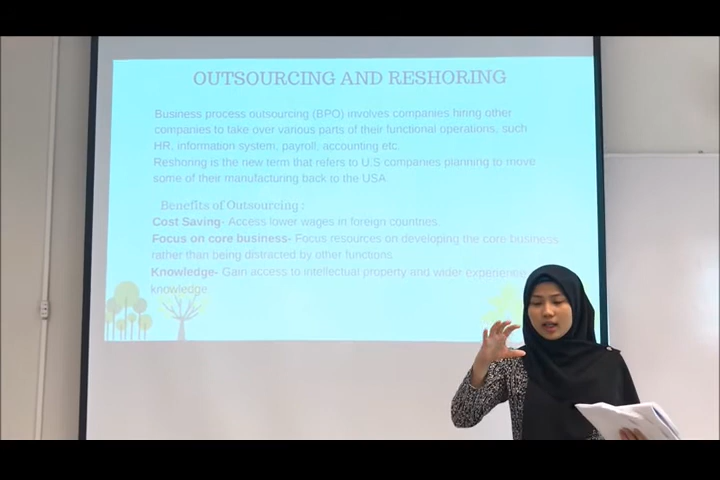 OUTSOURCING AND RESHORING
Business process outsourcing (BPO) involves companies hiring other
companies to take over various parts of their functional operations, such
HR, information system, payroll, accounting etc.
Reshoring is the new term that refers to U.S companies planning to move
some of their manufacturing back to the USA.
Benefits of Outsourcing :
Cost Saving- Access lower wages in foreign countries
Focus on core business- Focus resources on developing the core business
rather than being distracted by other functions
Knowledge- Gain access to intellectual property and wider experience
knowledge